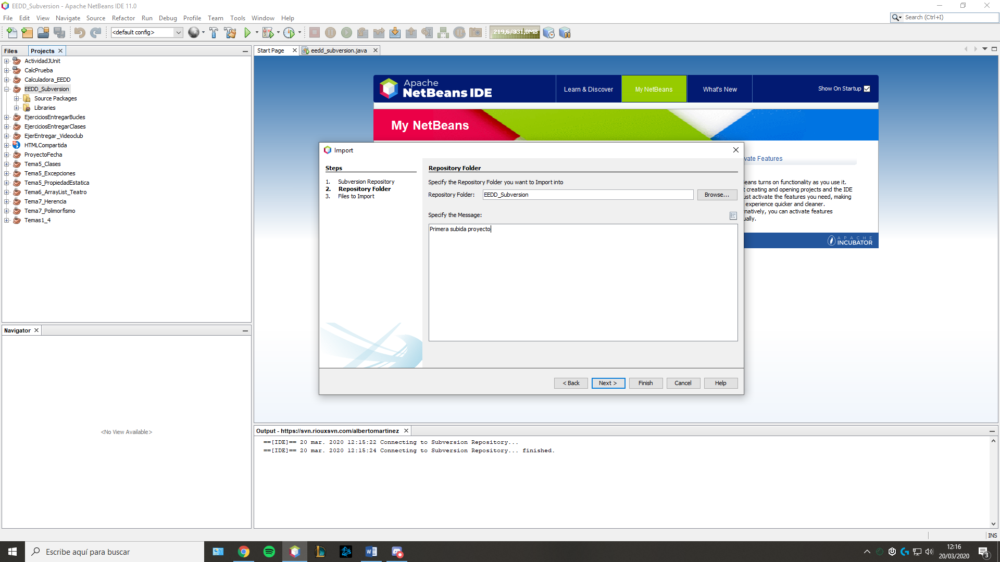 EEDD_Subversion - Apache NetBeans IDE 11.0
File Edit View Navigate Source Refactor Run Debug Profile Team Tools Window Help
Search (Ctrl+I)
<default config>
219,6/331,0MB
Files Projects
ActividadJUnit
CalcPrueba
Calculadora_EEDD
EEDD_Subversion
Source Packages
Libraries
EjerciciosEntregarBucles
EjerciciosEntregarClases
EjerEntregar_Videoclub
HTMLCompartida
ProyectoFecha
Tema5_Clases
Tema5_Excepciones
Tema5_PropiedadEstatica
Tema6_ArrayList_Teatro
Tema7_Herencia
Tema7_Polimorfismo
Temas1_4
Navigator
<No View Available>
Start Page eedd_subversion.java
Apache
NetBeans IDE
Learn & Discover
My NetBeans
What's New
Show On Startup
My NetBeans
vate Features
Beans turns on functionality as you use it.
t creating and opening projects and the IDE
ust activate the features you need, making
experience quicker and cleaner.
natively, you can activate features
ually.
APACHE
INCUBATOR
Import
Steps
1. Subversion Repository
2. Repository Folder
3. Files to Import
Repository Folder
Specify the Repository Folder you want to Import into
Repository Folder: EEDD_Subversion Browse...
Specify the Message:
Primera subida proyecto
< Back Next > Finish Cancel Help
Output - https://svn.riouxsvn.com/albertomartinez
==[IDE]== 20 mar. 2020 12:15:22 Connecting to Subversion Repository...
==[IDE]== 20 mar. 2020 12:15:24 Connecting to Subversion Repository... finished.
INS
Escribe aquí para buscar
12:16
20/03/2020
3